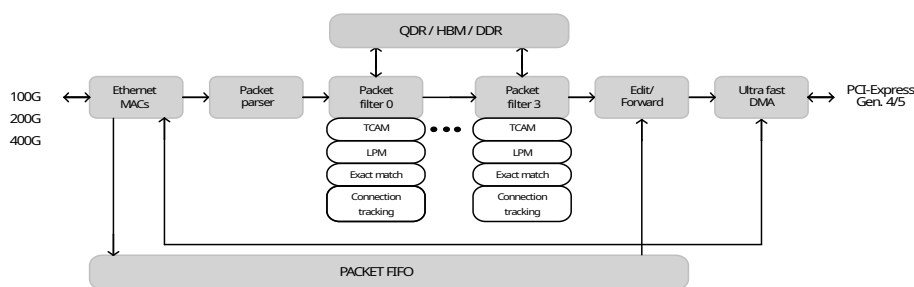 QDR / HBM / DDR
100G
200G
400G
Ethernet
MACs
Packet
parser
Packet
filter 0
Packet
filter 3
Edit/
Forward
Ultra fast
DMA
PCI-Express
Gen. 4/5
TCAM
LPM
Exact match
Connection
tracking
TCAM
LPM
Exact match
Connection
tracking
PACKET FIFO